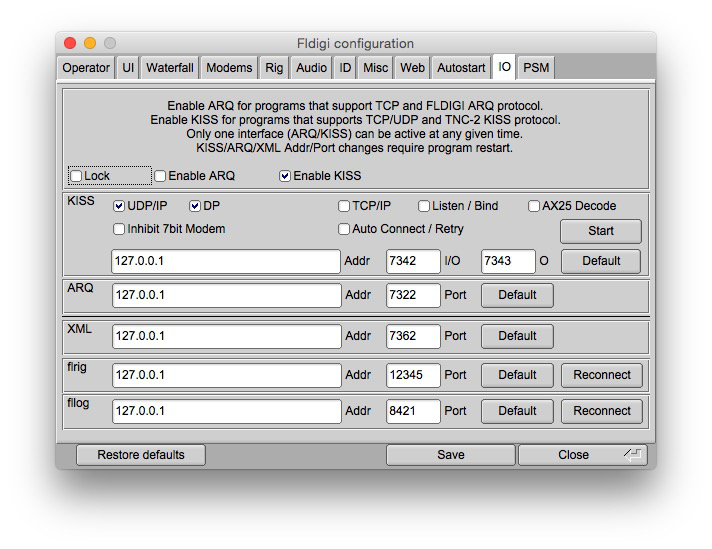 Fldigi configuration
Operator UI Waterfall Modems Rig Audio ID Misc Web Autostart IO PSM
Enable ARQ for programs that support TCP and FLDIGI ARQ protocol.
Enable KISS for programs that supports TCP/UDP and TNC-2 KISS protocol.
Only one interface (ARQ/KISS) can be active at any given time.
KISS/ARQ/XML Addr/Port changes require program restart.
Lock Enable ARQ Enable KISS
KISS UDP/IP DP TCP/IP Listen / Bind AX25 Decode
Inhibit 7bit Modem Auto Connect / Retry Start
127.0.0.1 Addr 7342 I/O 7343 O Default
ARQ 127.0.0.1 Addr 7322 Port Default
XML 127.0.0.1 Addr 7362 Port Default
flrig 127.0.0.1 Addr 12345 Port Default Reconnect
fllog 127.0.0.1 Addr 8421 Port Default Reconnect
Restore defaults Save Close